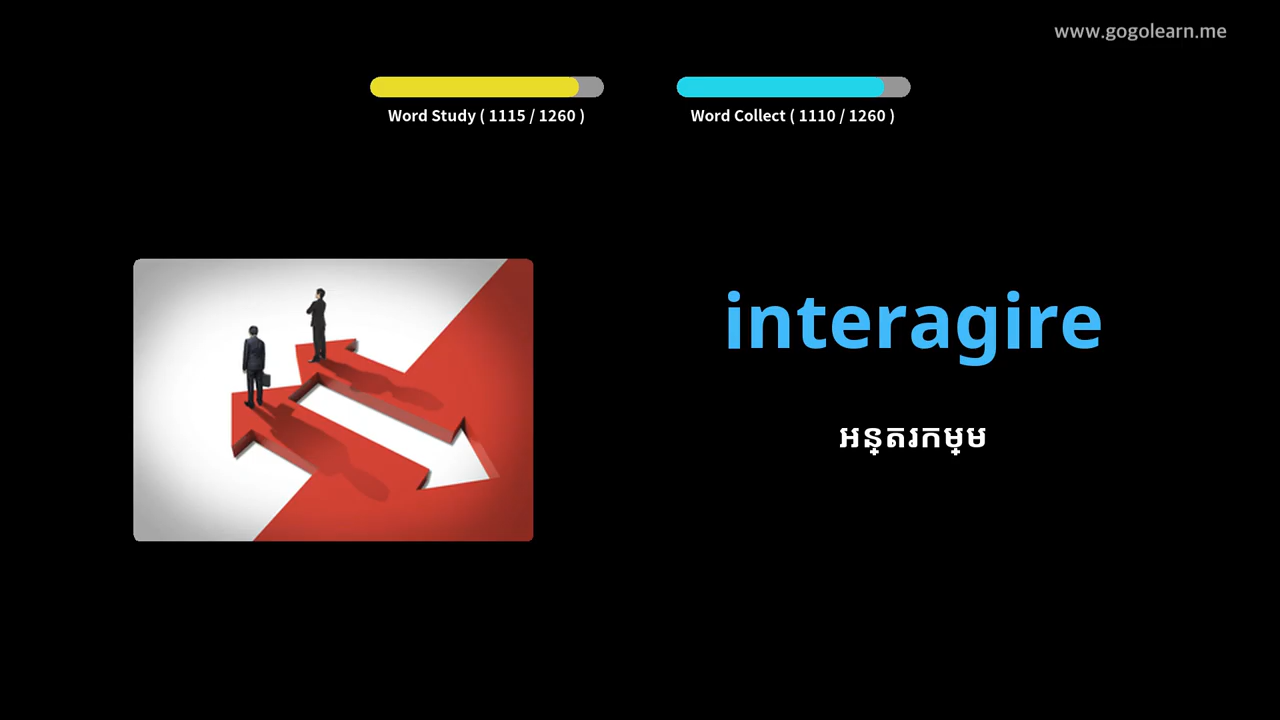 www.gogolearn.me
Word Study ( 1115 / 1260 )
Word Collect ( 1110 / 1260 )
interagire
អន្តរកម្ម